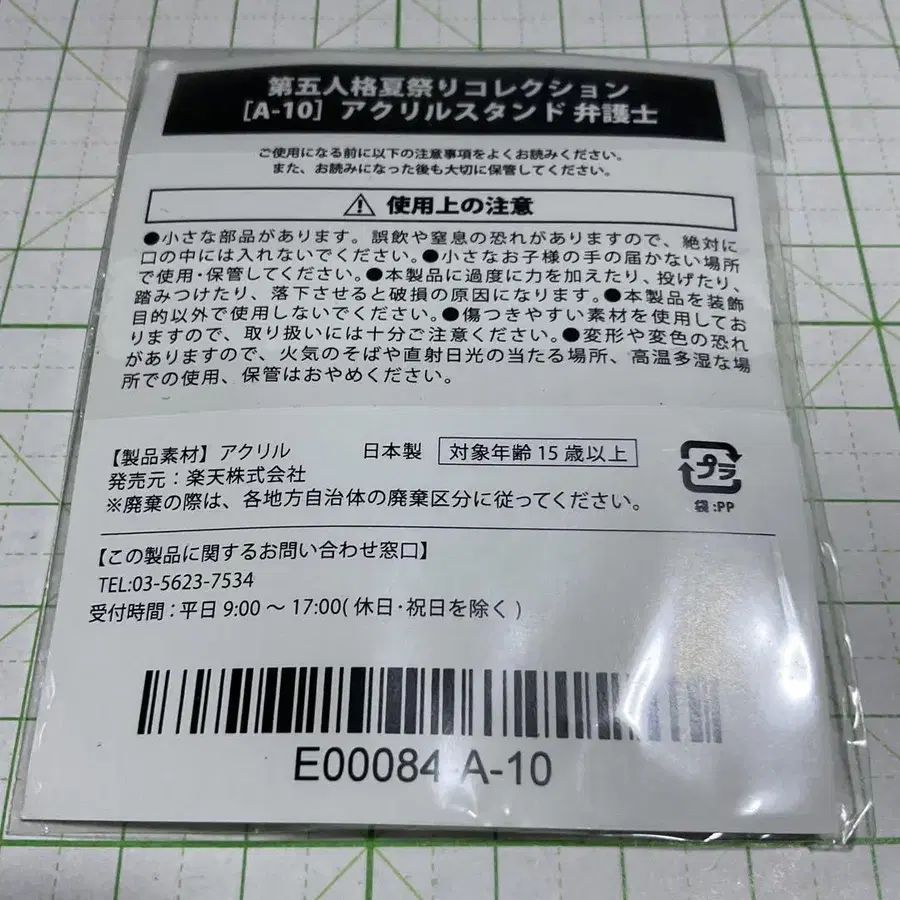 第五人格夏祭りコレクション
[A-10] アクリルスタンド 弁護士
ご使用になる前に以下の注意事項をよくお読みください。
また、お読みになった後も大切に保管してください。
使用上の注意
●小さな部品があります。誤飲や窒息の恐れがありますので、絶対に
口の中には入れないでください。●小さなお子様の手の届かない場所
で使用・保管してください。●本製品に過度に力を加えたり、投げたり、
踏みつけたり、落下させると破損の原因になります。●本製品を装飾
目的以外で使用しないでください。●傷つきやすい素材を使用してお
りますので、取り扱いには十分ご注意ください。●変形や変色の恐れ
がありますので、火気のそばや直射日光の当たる場所、高温多湿な場
所での使用、保管はおやめください。
【製品素材】アクリル 日本製 対象年齢 15 歳以上
プラ
発売元：楽天株式会社
※廃棄の際は、各地方自治体の廃棄区分に従ってください。
袋:PP
【この製品に関するお問い合わせ窓口】
TEL:03-5623-7534
受付時間：平日 9:00 ～ 17:00( 休日・祝日を除く )
E00084 A-10